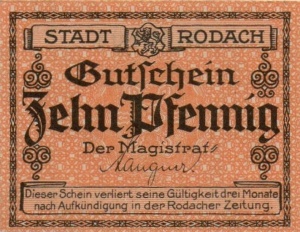 STADT RODACH
Gutschein
Zehn Pfennig
Der Magistrat
Dieser Schein verliert seine Gültigkeit drei Monate
nach Aufkündigung in der Rodacher Zeitung.